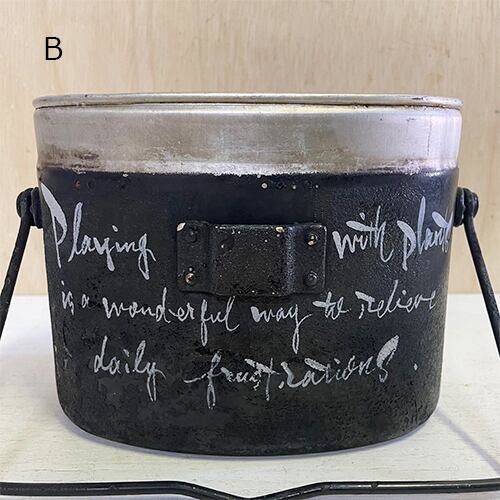 B
Playing with plants
is a wonderful way to relieve
daily frustrations.